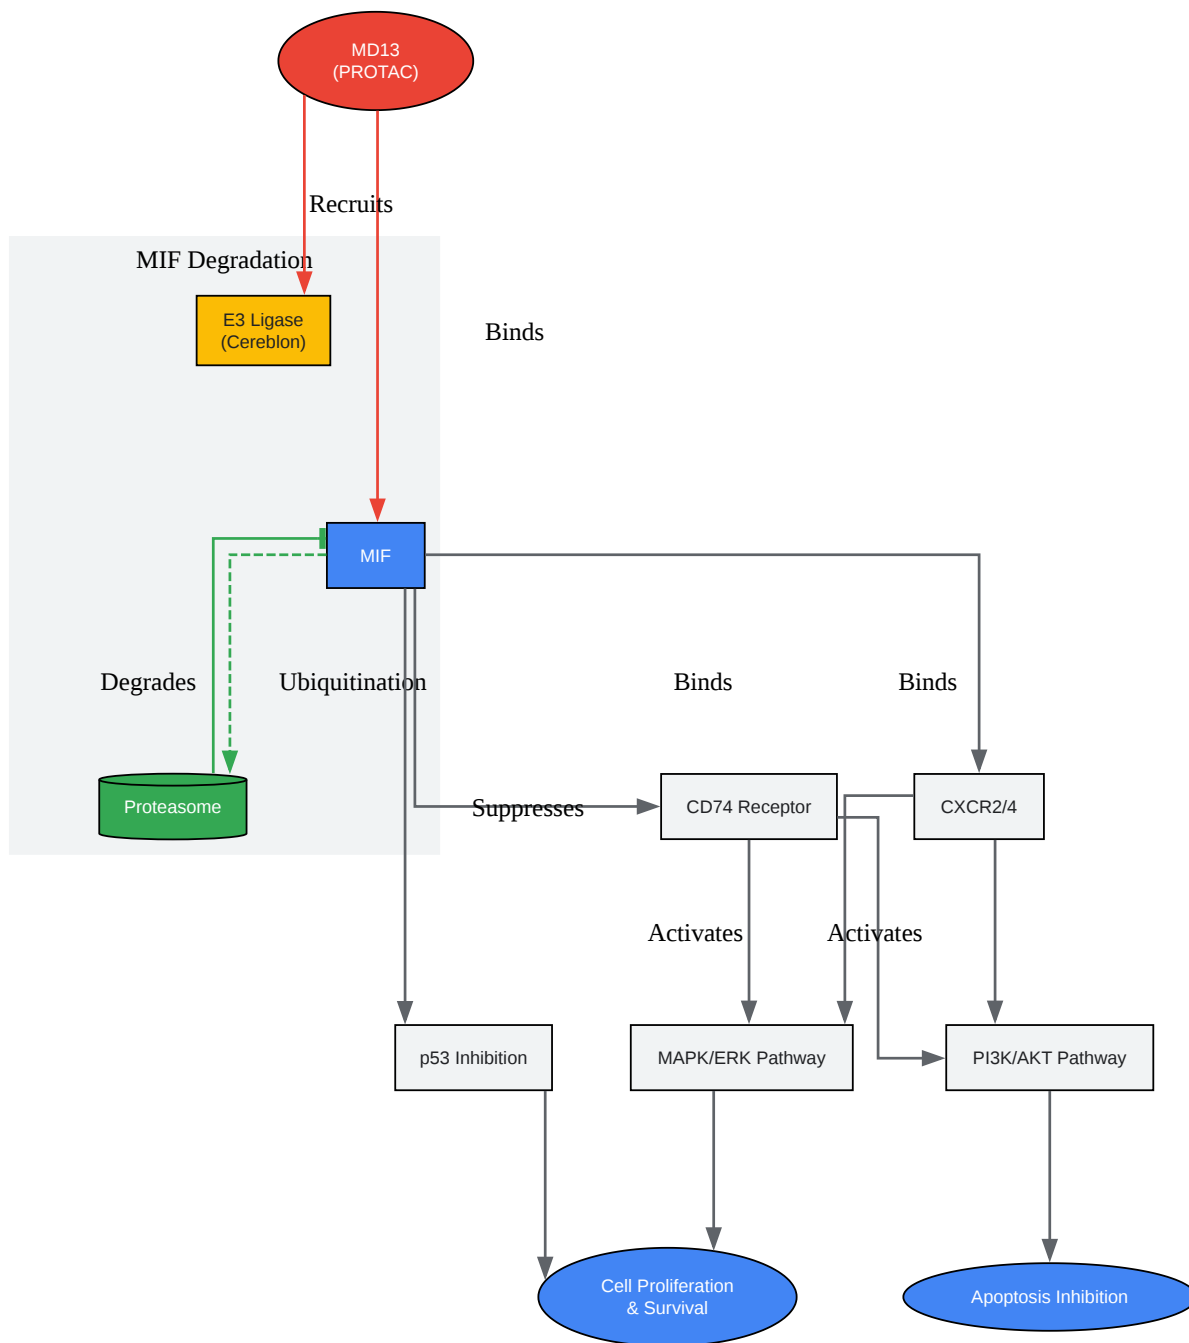 MD13
(PROTAC)
Recruits
MIF Degradation
E3 Ligase
(Cereblon)
Binds
MIF
Degrades
Ubiquitination
Binds
Binds
Proteasome
Suppresses
CD74 Receptor
CXCR2/4
Activates
Activates
p53 Inhibition
MAPK/ERK Pathway
PI3K/AKT Pathway
Cell Proliferation
& Survival
Apoptosis Inhibition